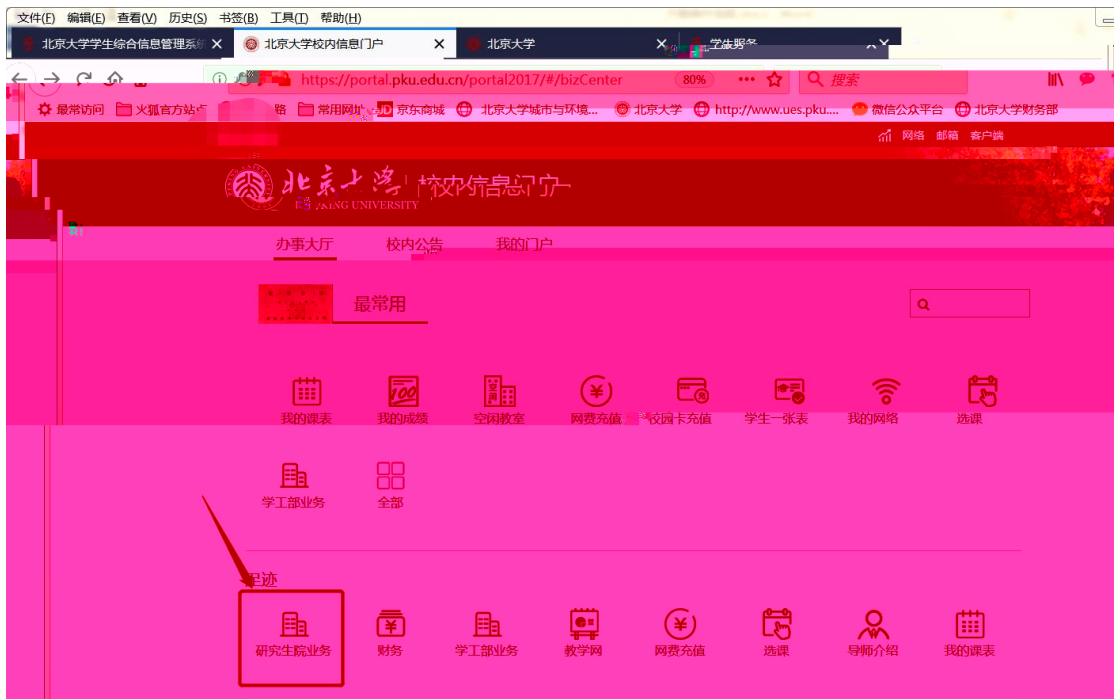 文件(F) 编辑(E) 查看(V) 历史(S) 书签(B) 工具(T) 帮助(H)
北京大学学生综合信息管理系统 × 北京大学校内信息门户 × 北京大学 ×
https://portal.pku.edu.cn/portal2017/#/bizCenter 80% 搜索
最常访问 火狐官方站点 常用网址 JD 京东商城 北京大学城市与环境... 北京大学 http://www.ues.pku.... 微信公众平台 北京大学财务部
网络 邮箱 客户端
北京大学 校内信息门户
UNIVERSITY
办事大厅 校内公告 我的门户
最常用
我的课表 我的成绩 空闲教室 网费充值 校园卡充值 学生一张表 我的网络 选课
学工部业务 全部
足迹
研究生院业务 财务 学工部业务 教学网 网费充值 选课 导师介绍 我的课表